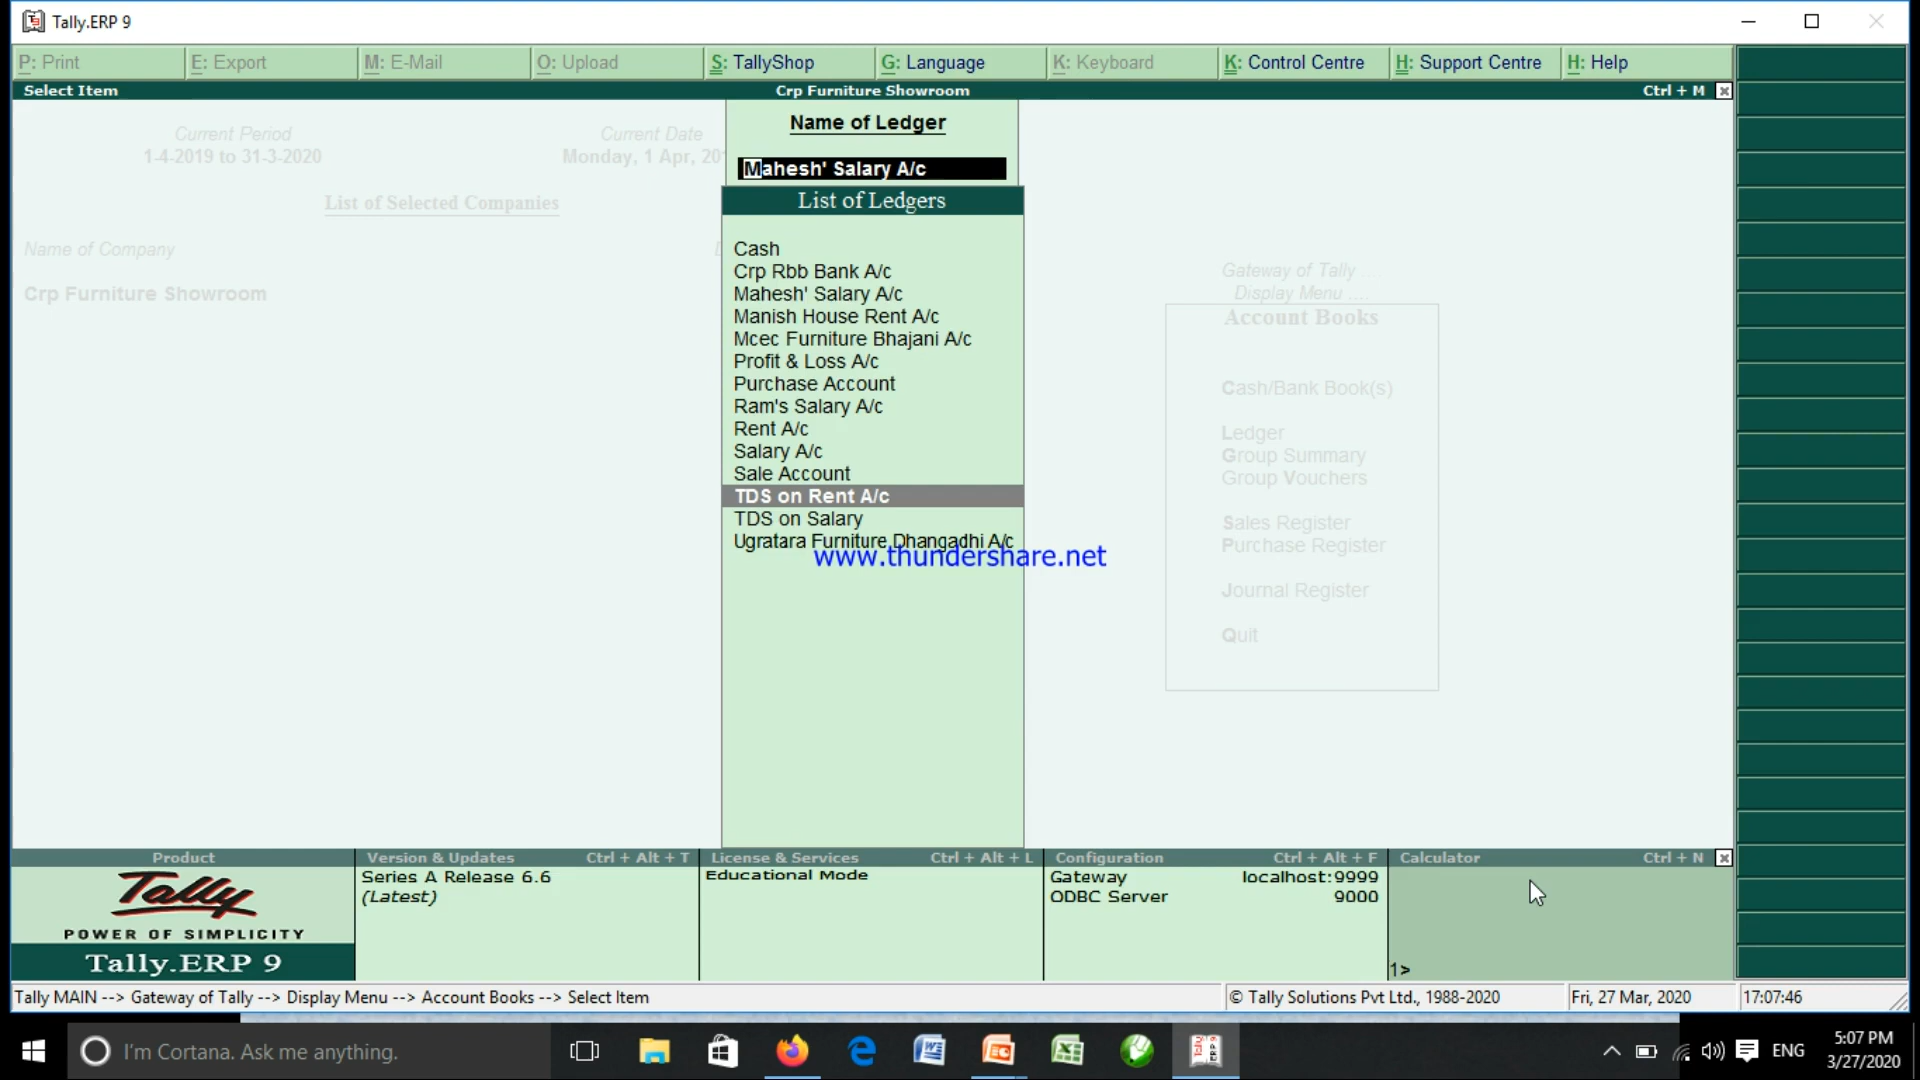 Tally.ERP 9
P: Print
E: Export
M: E-Mail
O: Upload
S: TallyShop
G: Language
K: Keyboard
K: Control Centre
H: Support Centre
H: Help
Select Item
Crp Furniture Showroom
Ctrl + M
Current Period
1-4-2019 to 31-3-2020
Current Date
Monday, 1 Apr, 20
List of Selected Companies
Name of Company
Crp Furniture Showroom
Name of Ledger
Mahesh' Salary A/c
List of Ledgers
Cash
Crp Rbb Bank A/c
Mahesh' Salary A/c
Manish House Rent A/c
Mcec Furniture Bhajani A/c
Profit & Loss A/c
Purchase Account
Ram's Salary A/c
Rent A/c
Salary A/c
Sale Account
TDS on Rent A/c
TDS on Salary
Ugratara Furniture Dhangadhi A/c
www.thundershare.net
Gateway of Tally ....
Display Menu ....
Account Books
Cash/Bank Book(s)
Ledger
Group Summary
Group Vouchers
Sales Register
Purchase Register
Journal Register
Quit
Product
Tally
POWER OF SIMPLICITY
Tally.ERP 9
Version & Updates Ctrl + Alt + T
Series A Release 6.6
(Latest)
License & Services Ctrl + Alt + L
Educational Mode
Configuration Ctrl + Alt + F
Gateway localhost:9999
ODBC Server 9000
Calculator Ctrl + N
1>
Tally MAIN --> Gateway of Tally --> Display Menu --> Account Books --> Select Item
© Tally Solutions Pvt Ltd., 1988-2020
Fri, 27 Mar, 2020
17:07:46
I'm Cortana. Ask me anything.
ENG
5:07 PM
3/27/2020